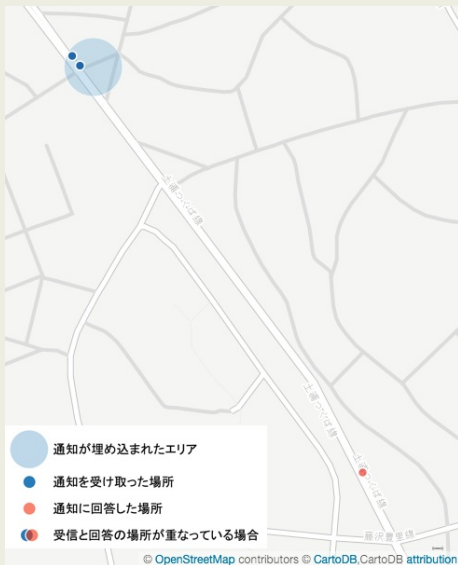 土浦つくば線
土浦つくば線
土浦つくば線
藤沢豊里線
通知が埋め込まれたエリア
通知を受け取った場所
通知に回答した場所
受信と回答の場所が重なっている場合
© OpenStreetMap contributors © CartoDB,CartoDB attribution